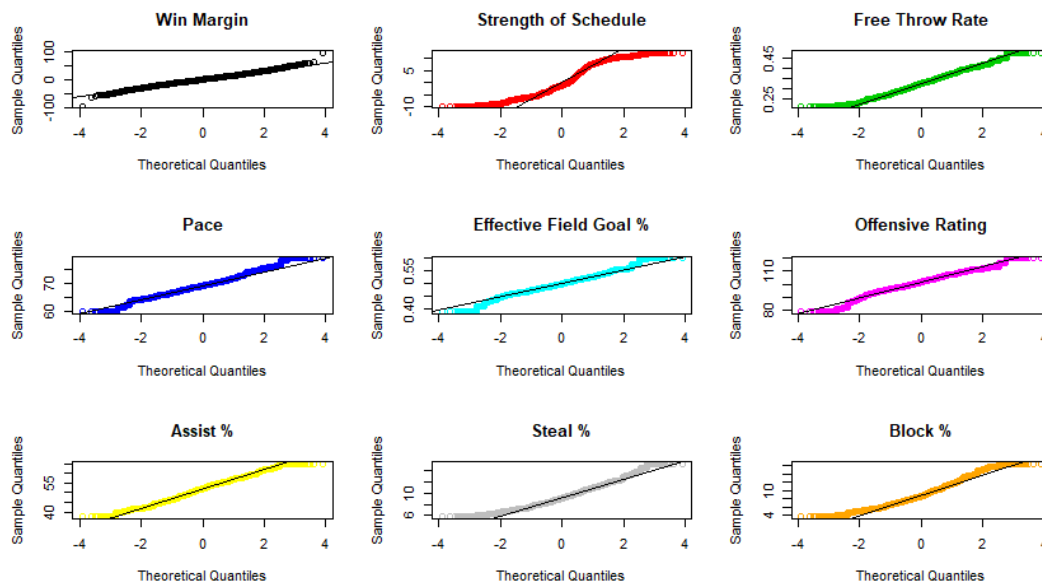 Win Margin
Sample Quantiles
-100 0 100
-4 -2 0 2 4
Theoretical Quantiles
Strength of Schedule
Sample Quantiles
-10 5
-4 -2 0 2 4
Theoretical Quantiles
Free Throw Rate
Sample Quantiles
0.25 0.45
-4 -2 0 2 4
Theoretical Quantiles
Pace
Sample Quantiles
60 70
-4 -2 0 2 4
Theoretical Quantiles
Effective Field Goal %
Sample Quantiles
0.40 0.55
-4 -2 0 2 4
Theoretical Quantiles
Offensive Rating
Sample Quantiles
80 110
-4 -2 0 2 4
Theoretical Quantiles
Assist %
Sample Quantiles
40 55
-4 -2 0 2 4
Theoretical Quantiles
Steal %
Sample Quantiles
6 10
-4 -2 0 2 4
Theoretical Quantiles
Block %
Sample Quantiles
4 10
-4 -2 0 2 4
Theoretical Quantiles